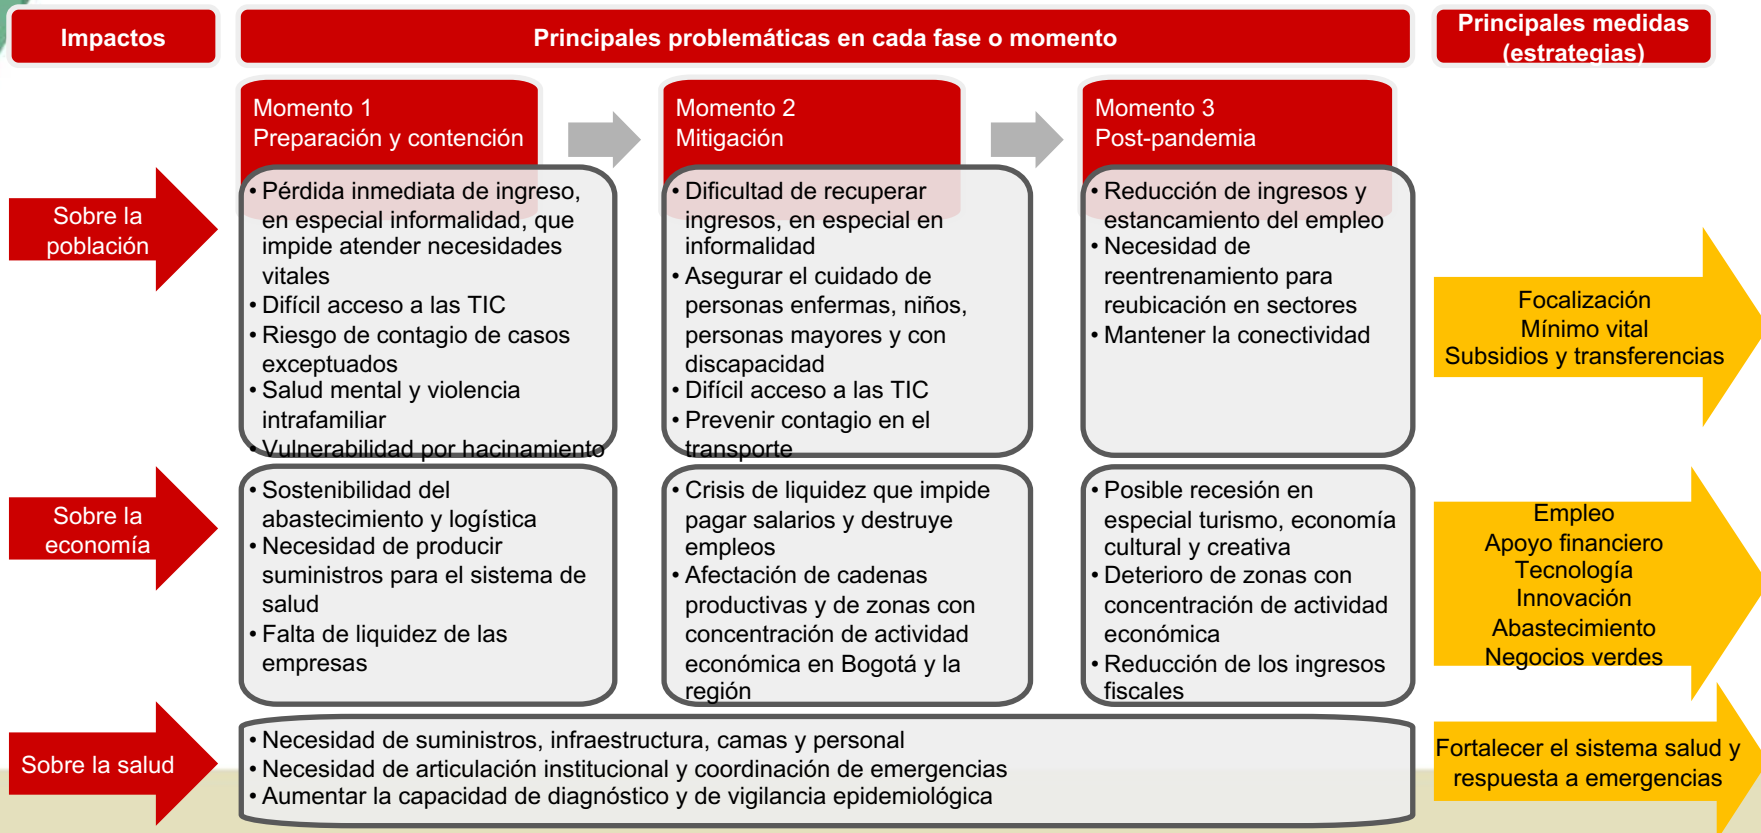 Impactos
Principales problemáticas en cada fase o momento
Principales medidas
(estrategias)
Momento 1
Preparación y contención
Momento 2
Mitigación
Momento 3
Post-pandemia
Sobre la
población
• Pérdida inmediata de ingreso,
en especial informalidad, que
impide atender necesidades
vitales
• Difícil acceso a las TIC
• Riesgo de contagio de casos
exceptuados
• Salud mental y violencia
intrafamiliar
• Vulnerabilidad por hacinamiento
• Dificultad de recuperar
ingresos, en especial en
informalidad
• Asegurar el cuidado de
personas enfermas, niños,
personas mayores y con
discapacidad
• Difícil acceso a las TIC
• Prevenir contagio en el
transporte
• Reducción de ingresos y
estancamiento del empleo
• Necesidad de
reentrenamiento para
reubicación en sectores
• Mantener la conectividad
Focalización
Mínimo vital
Subsidios y transferencias
Sobre la
economía
• Sostenibilidad del
abastecimiento y logística
• Necesidad de producir
suministros para el sistema de
salud
• Falta de liquidez de las
empresas
• Crisis de liquidez que impide
pagar salarios y destruye
empleos
• Afectación de cadenas
productivas y de zonas con
concentración de actividad
económica en Bogotá y la
región
• Posible recesión en
especial turismo, economía
cultural y creativa
• Deterioro de zonas con
concentración de actividad
económica
• Reducción de los ingresos
fiscales
Empleo
Apoyo financiero
Tecnología
Innovación
Abastecimiento
Negocios verdes
Sobre la salud
• Necesidad de suministros, infraestructura, camas y personal
• Necesidad de articulación institucional y coordinación de emergencias
• Aumentar la capacidad de diagnóstico y de vigilancia epidemiológica
Fortalecer el sistema salud y
respuesta a emergencias